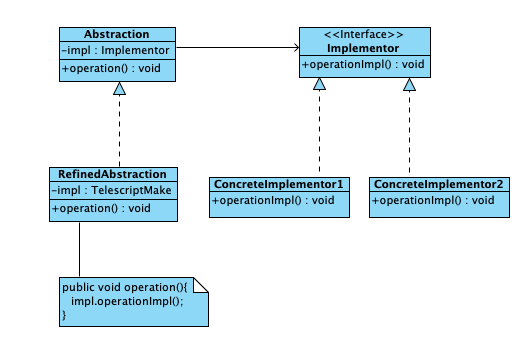 Abstraction
-impl : Implementor
+operation() : void
<<Interface>>
Implementor
+operationImpl() : void
RefinedAbstraction
-impl : TelescriptMake
+operation() : void
ConcreteImplementor1
+operationImpl() : void
ConcreteImplementor2
+operationImpl() : void
public void operation(){
impl.operationImpl();
}